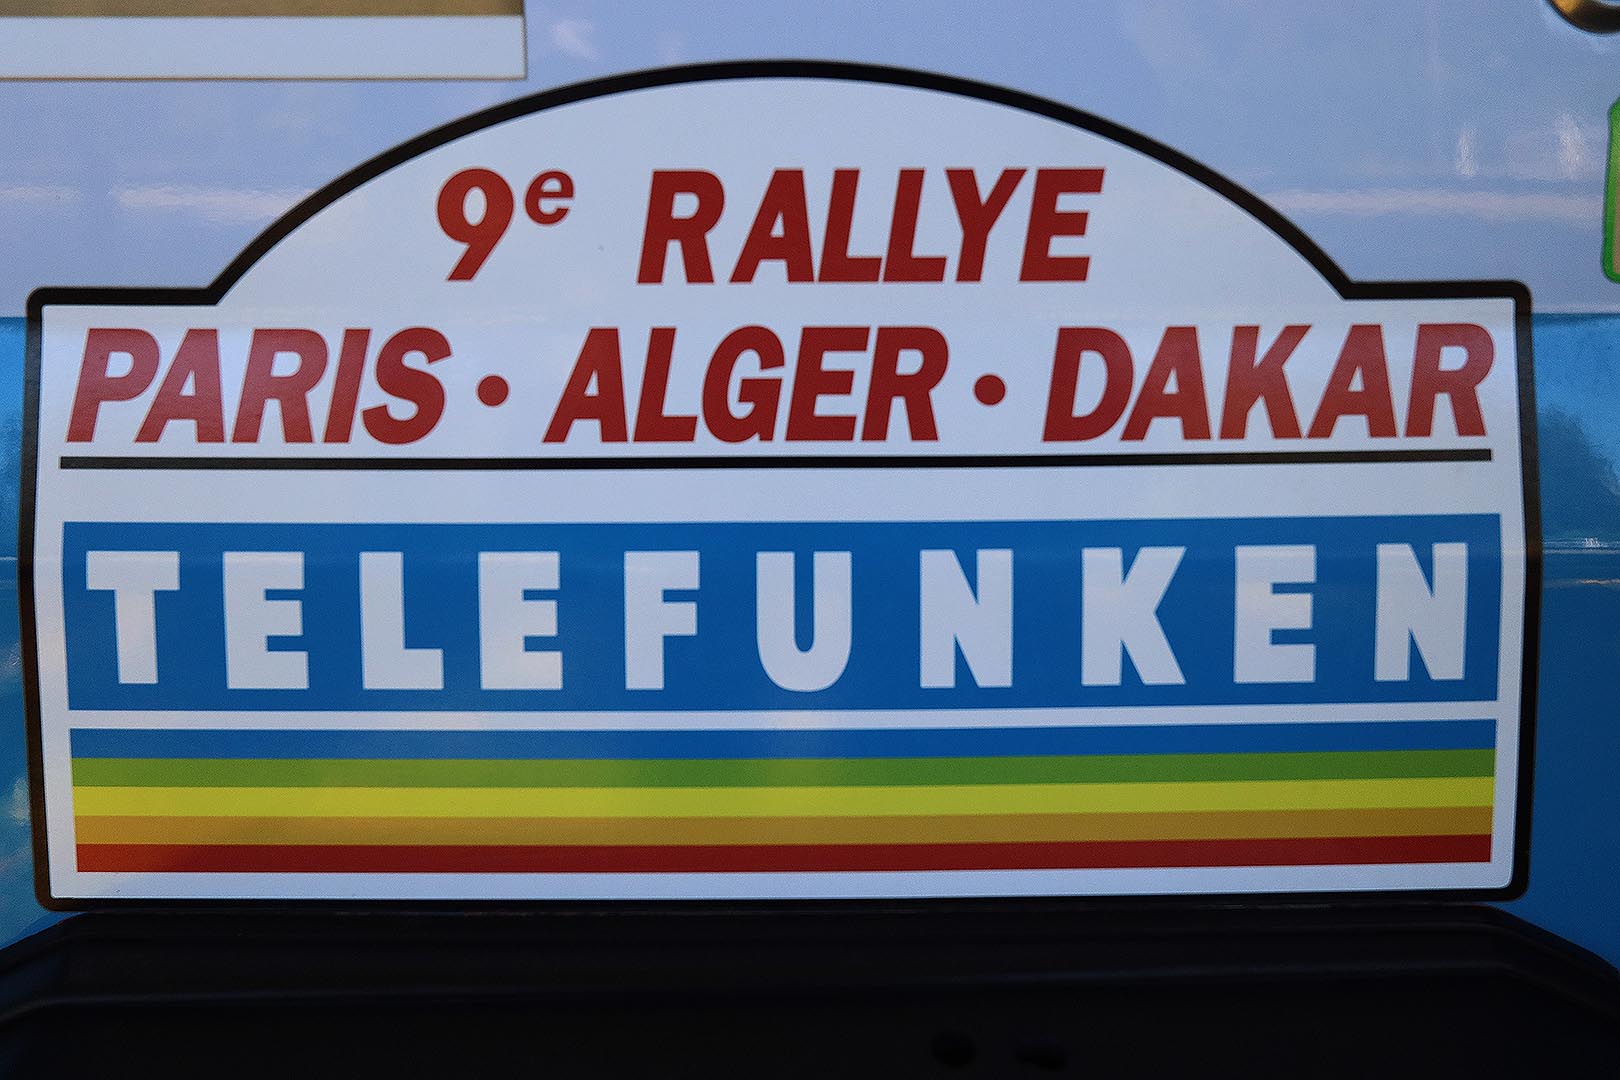 9e RALLYE
PARIS · ALGER · DAKAR
TELEFUNKEN